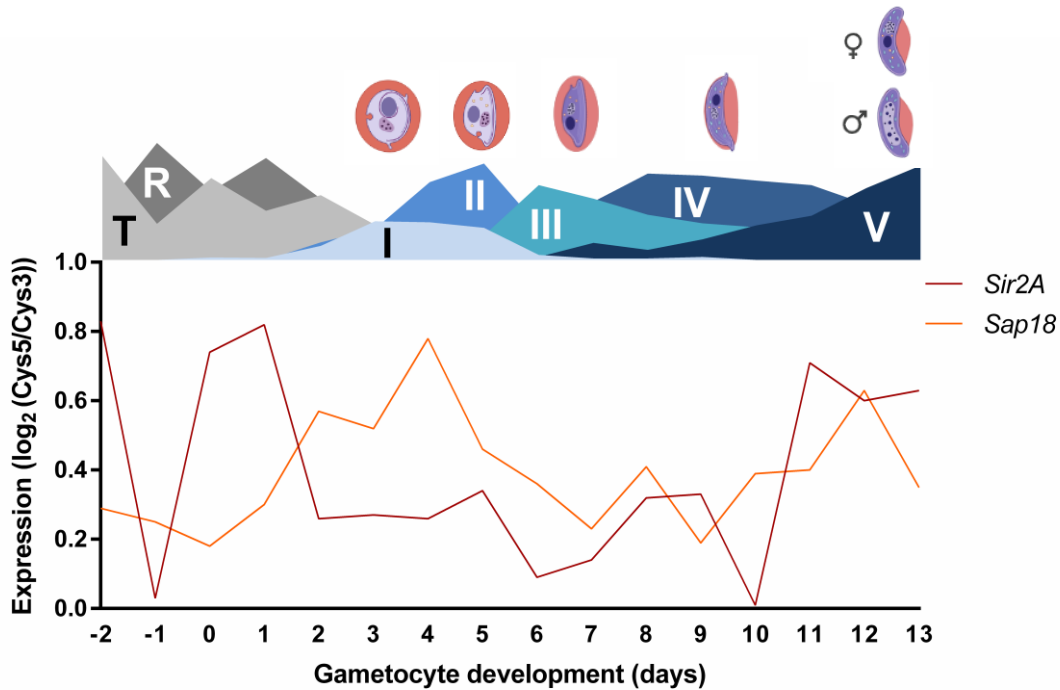 ♀
♂
R
II
IV
T
I
III
V
1.0
0.8
0.6
0.4
0.2
0.0
Expression (log₂ (Cys5/Cys3))
Sir2A
Sap18
-2 -1 0 1 2 3 4 5 6 7 8 9 10 11 12 13
Gametocyte development (days)